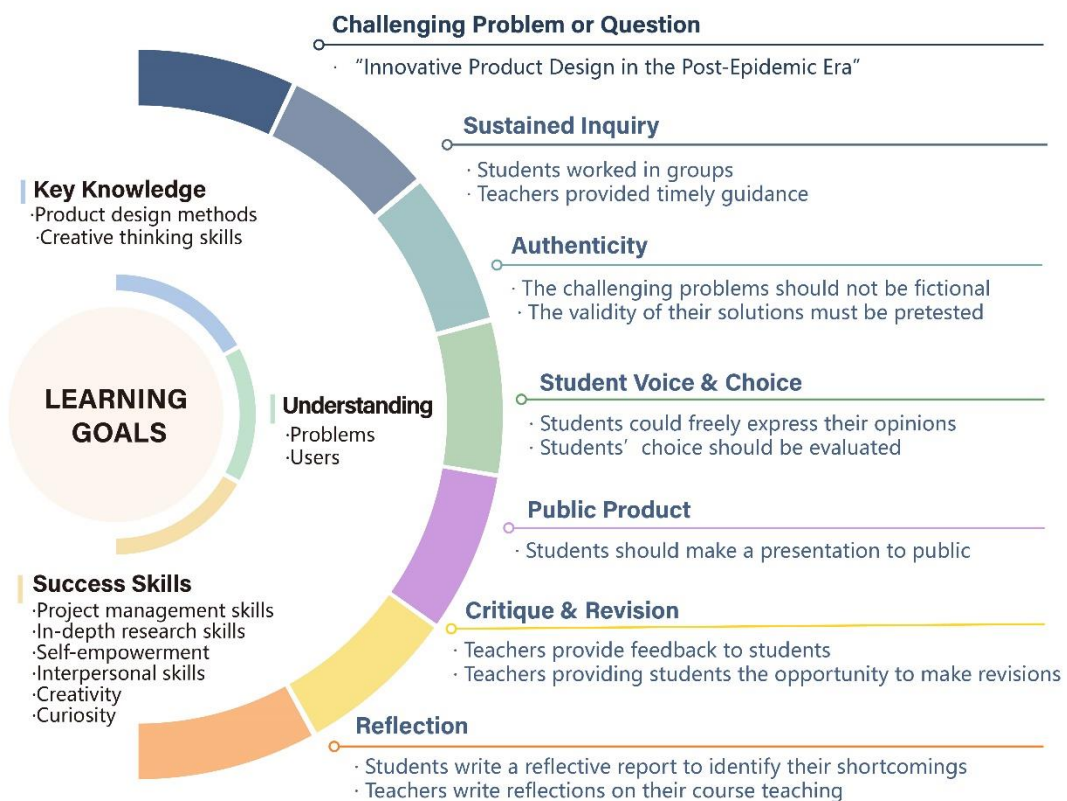 Challenging Problem or Question
· “Innovative Product Design in the Post-Epidemic Era”
Sustained Inquiry
· Students worked in groups
· Teachers provided timely guidance
Key Knowledge
·Product design methods
·Creative thinking skills
Authenticity
· The challenging problems should not be fictional
· The validity of their solutions must be pretested
LEARNING
GOALS
Understanding
·Problems
·Users
Student Voice & Choice
· Students could freely express their opinions
· Students’ choice should be evaluated
Public Product
· Students should make a presentation to public
Success Skills
·Project management skills
·In-depth research skills
·Self-empowerment
·Interpersonal skills
·Creativity
·Curiosity
Critique & Revision
· Teachers provide feedback to students
· Teachers providing students the opportunity to make revisions
Reflection
· Students write a reflective report to identify their shortcomings
· Teachers write reflections on their course teaching